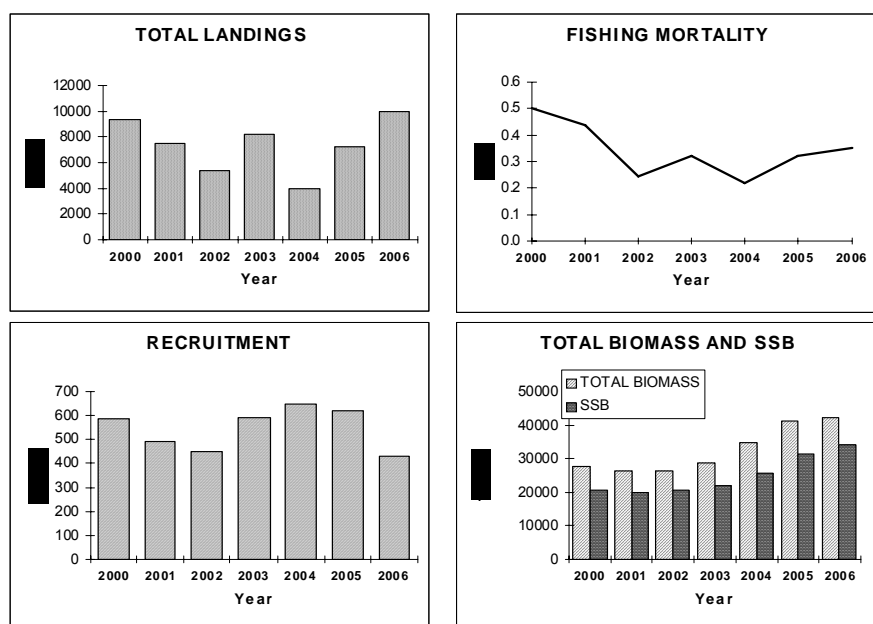 TOTAL LANDINGS
12000
10000
8000
6000
4000
2000
0
2000 2001 2002 2003 2004 2005 2006
Year
FISHING MORTALITY
0.6
0.5
0.4
0.3
0.2
0.1
0.0
2000 2001 2002 2003 2004 2005 2006
Year
RECRUITMENT
700
600
500
400
300
200
100
0
2000 2001 2002 2003 2004 2005 2006
Year
TOTAL BIOMASS AND SSB
TOTAL BIOMASS
SSB
50000
40000
30000
20000
10000
0
2000 2001 2002 2003 2004 2005 2006
Year